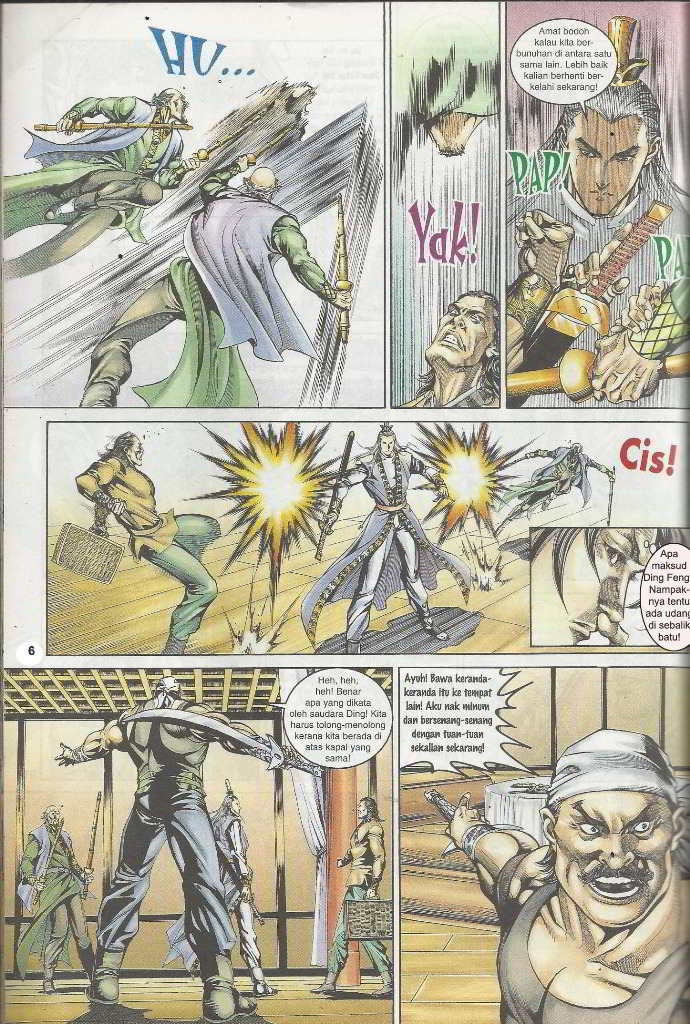 HU...
Yak!
Amat bodoh
kalau kita ber-
bunuhan di antara satu
sama lain. Lebih baik
kalian berhenti ber-
kelahi sekarang!
PAP!
PA
Cis!
Apa
maksud
Ding Feng?
Nampak-
nya tentu
ada udang
di sebalik
batu!
6
Heh, heh,
heh! Benar
apa yang dikata
oleh saudara Ding! Kita
harus tolong-menolong
kerana kita berada di
atas kapal yang
sama!
Ayuh! Bawa keranda-
keranda itu ke tempat
lain! Aku nak minum
dan bersenang-senang
dengan tuan-tuan
sekalian sekarang!